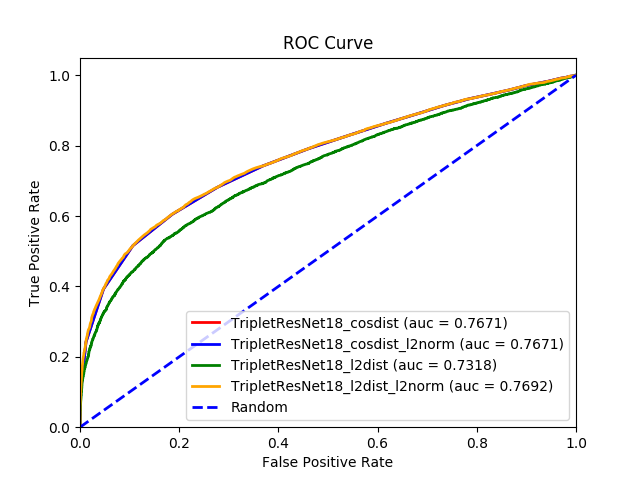 ROC Curve
True Positive Rate
1.0
0.8
0.6
0.4
0.2
0.0
TripletResNet18_cosdist (auc = 0.7671)
TripletResNet18_cosdist_l2norm (auc = 0.7671)
TripletResNet18_l2dist (auc = 0.7318)
TripletResNet18_l2dist_l2norm (auc = 0.7692)
Random
0.0 0.2 0.4 0.6 0.8 1.0
False Positive Rate